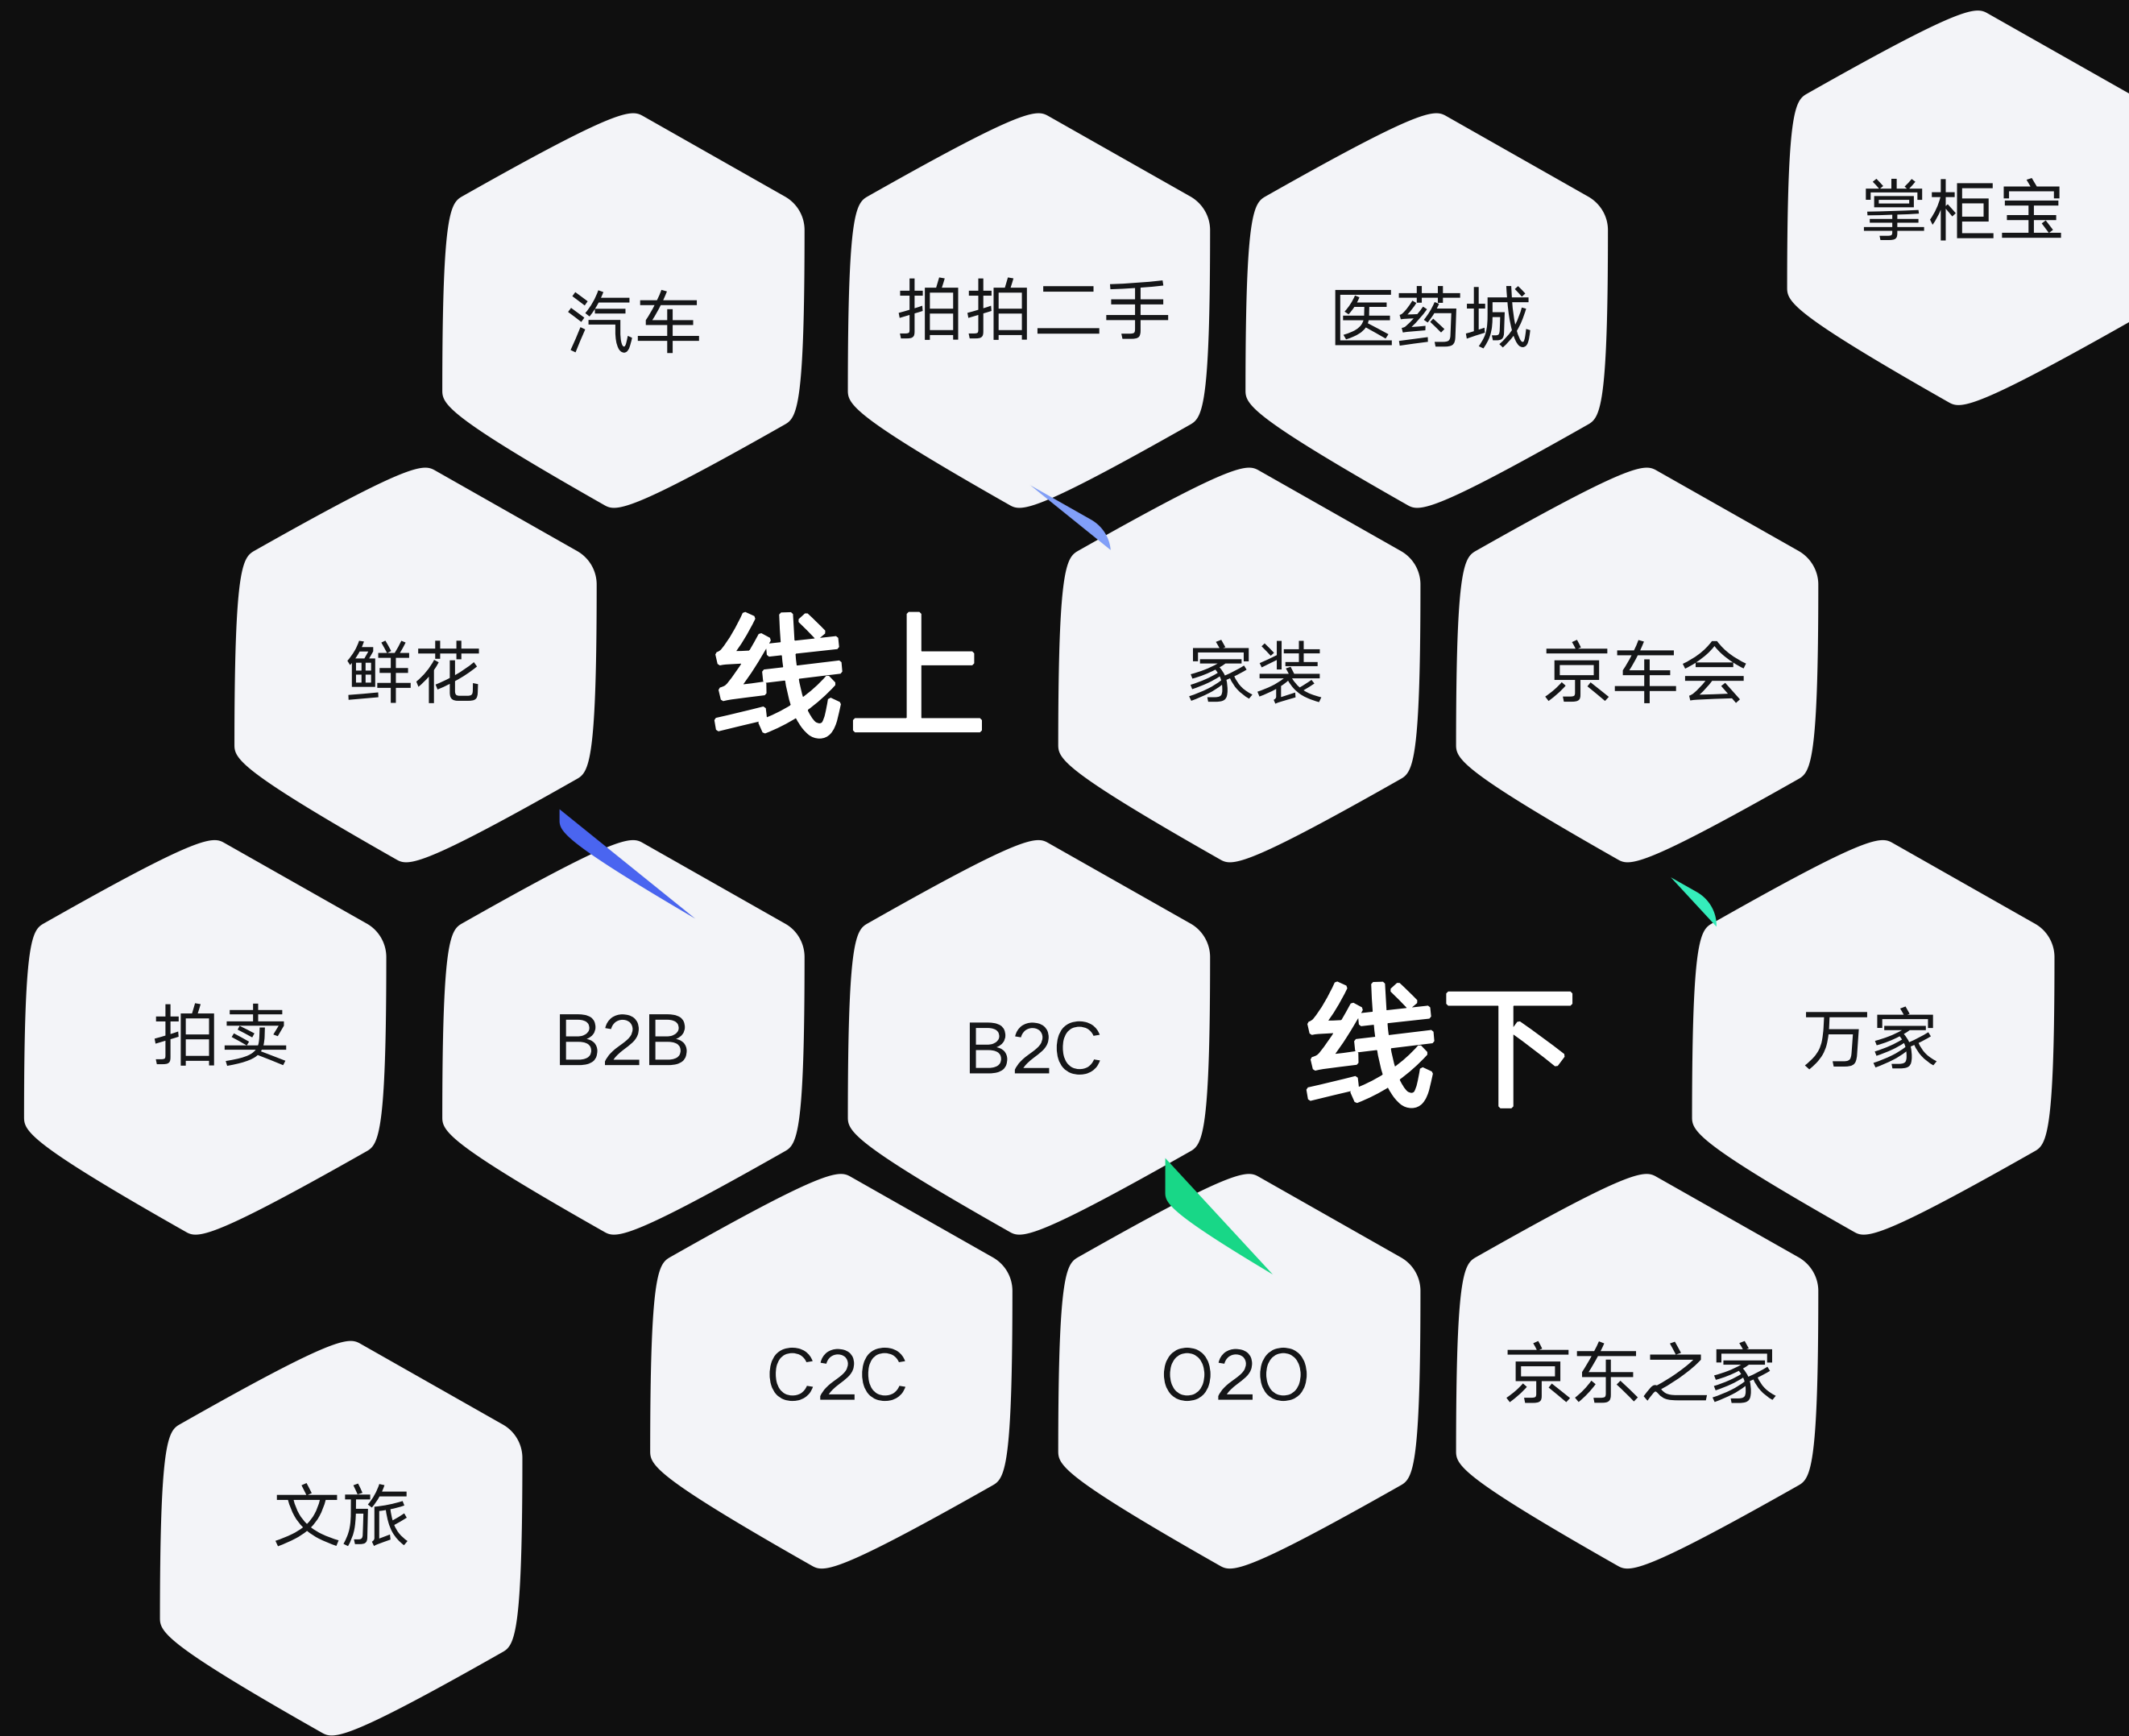 掌柜宝
汽车
拍拍二手
医药城
鲜花
线上
家装
京车会
拍卖
B2B
B2C
线下
万家
C2C
O2O
京东之家
文旅